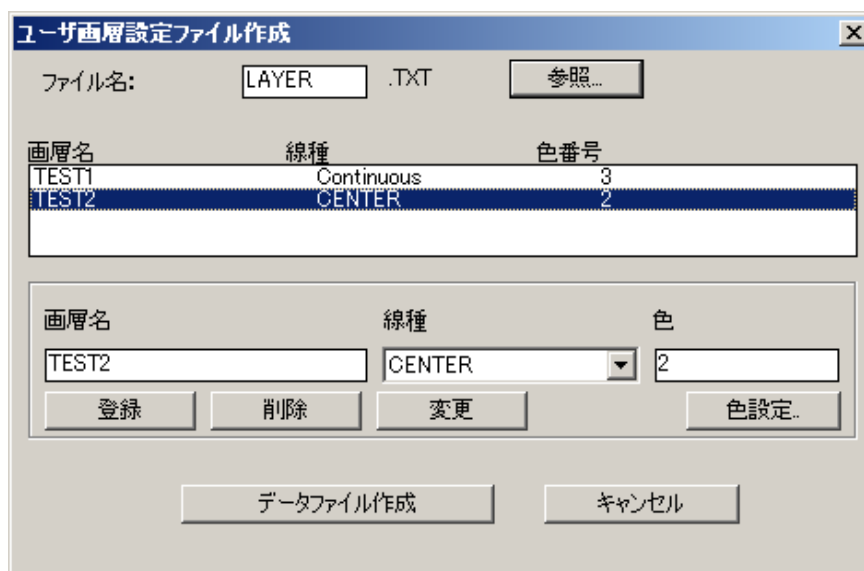 ユーザ画層設定ファイル作成
ファイル名: LAYER .TXT 参照...
画層名 線種 色番号
TEST1 Continuous 3
TEST2 CENTER 2
画層名 線種 色
TEST2 CENTER 2
登録 削除 変更 色設定..
データファイル作成 キャンセル